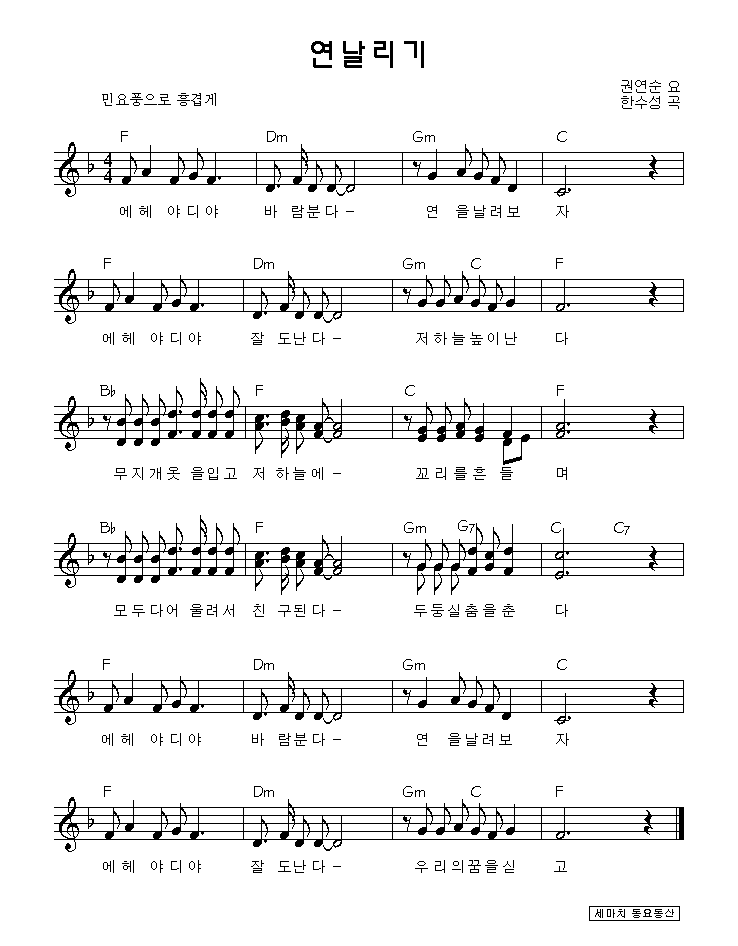 연날리기
권연순 요
민요풍으로 흥겹게
한수성 곡
F Dm Gm C
에헤 야디야 바 람분다- 연 을날려보 자
F Dm Gm C F
에헤 야디야 잘 도난다- 저하늘높이난 다
B♭ F C F
무지개옷 을입고 저 하늘에- 꼬리를흔 들 며
B♭ F Gm G7 C C7
모두다어 울려서 친 구된다- 두둥실춤을춘 다
F Dm Gm C
에헤 야디야 바 람분다- 연 을날려보 자
F Dm Gm C F
에헤 야디야 잘 도난다- 우리의꿈을싣 고
세마치 동요동산